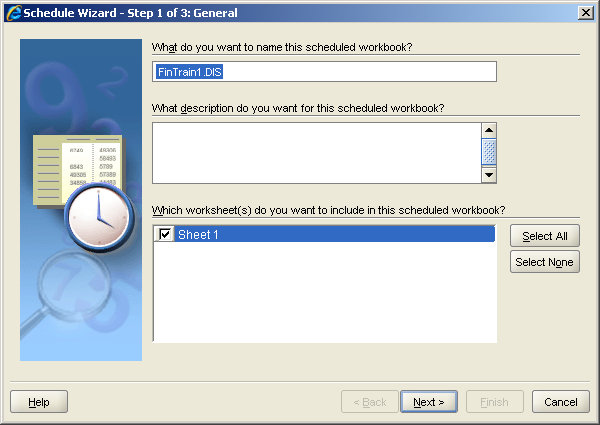 Schedule Wizard - Step 1 of 3: General
What do you want to name this scheduled workbook?
FinTrain1.DIS
What description do you want for this scheduled workbook?
Which worksheet(s) do you want to include in this scheduled workbook?
Sheet 1
Select All
Select None
Help
< Back
Next >
Finish
Cancel